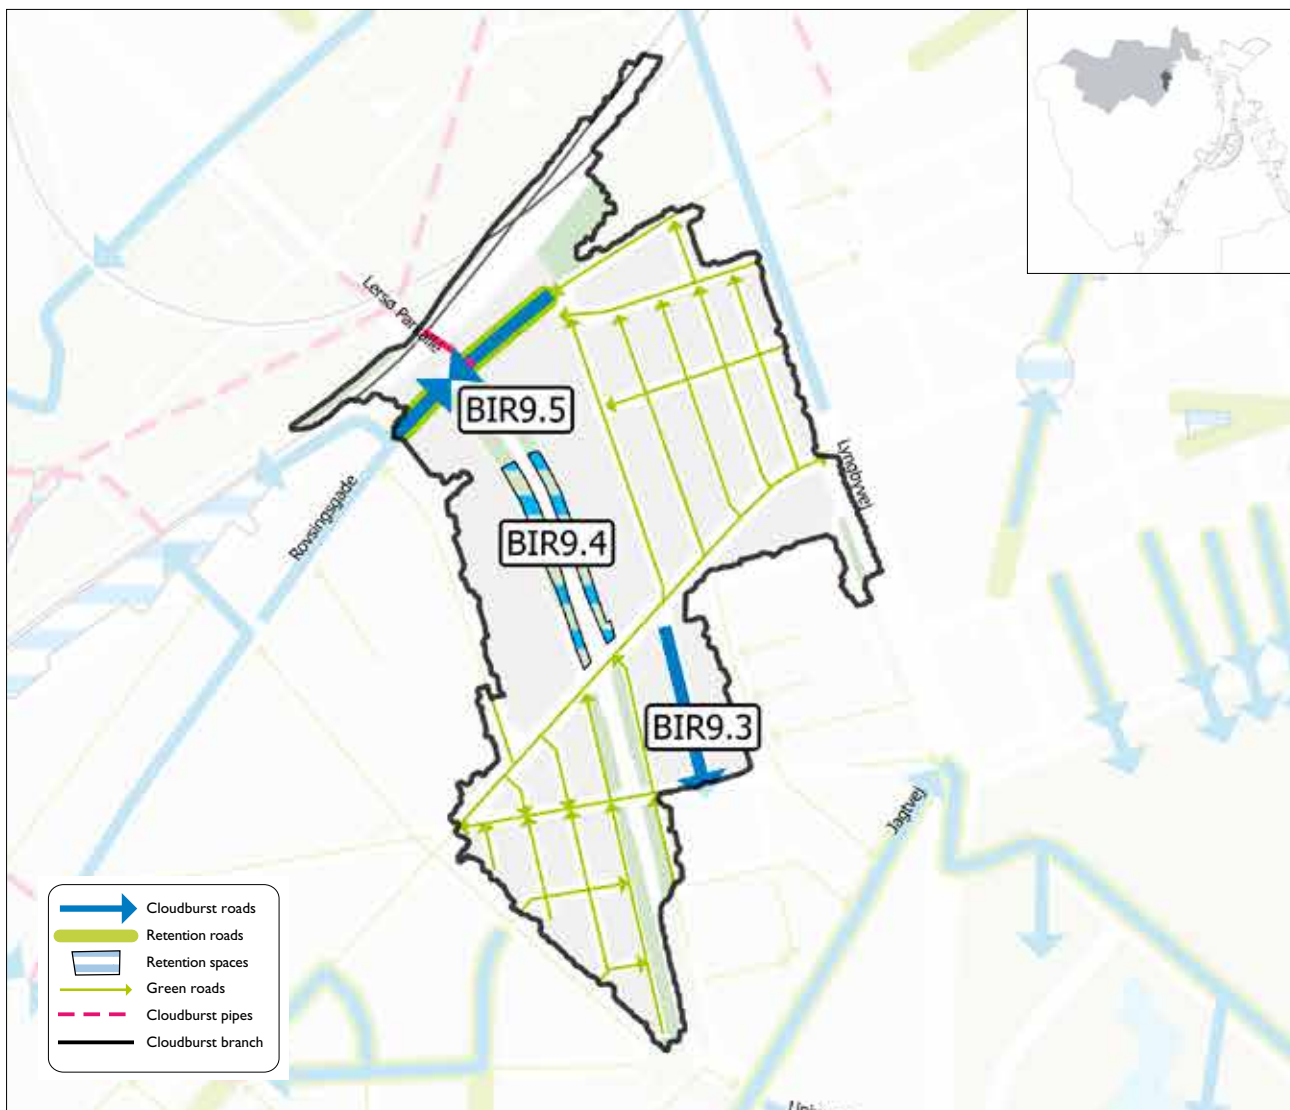 Lersø Parkallé
BIR9.5
Lyngbyvej
Rovsingsgade
BIR9.4
BIR9.3
Jagtvej
Cloudburst roads
Retention roads
Retention spaces
Green roads
Cloudburst pipes
Cloudburst branch